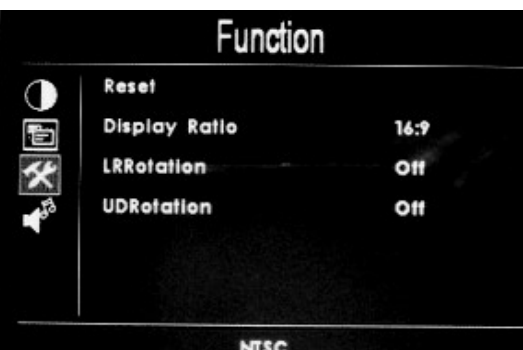 Function
Reset
Display Ratio 16:9
LRRotation Off
UDRotation Off
NTSC